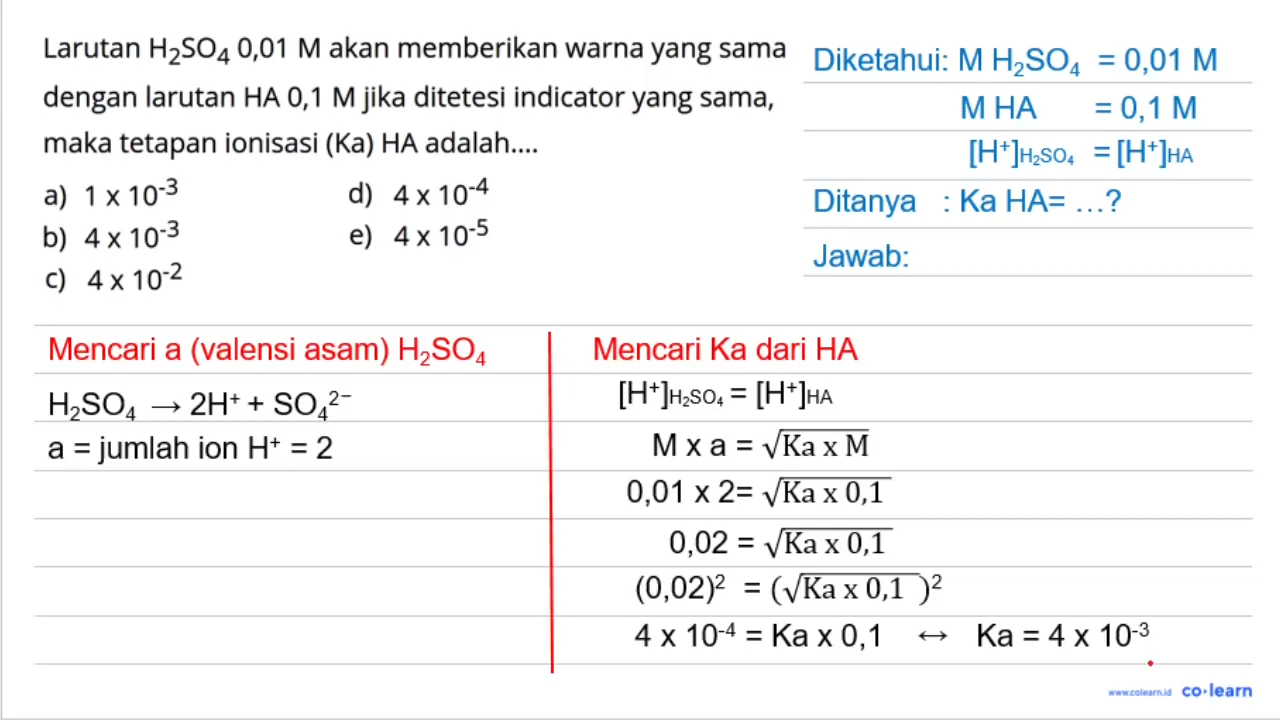 Larutan H₂SO₄ 0,01 M akan memberikan warna yang sama
dengan larutan HA 0,1 M jika ditetesi indicator yang sama,
maka tetapan ionisasi (Ka) HA adalah....
a) 1 x 10⁻³
b) 4 x 10⁻³
c) 4 x 10⁻²
d) 4 x 10⁻⁴
e) 4 x 10⁻⁵
Diketahui: M H₂SO₄ = 0,01 M
M HA = 0,1 M
[H⁺]H₂SO₄ = [H⁺]HA
Ditanya : Ka HA= …?
Jawab:
Mencari a (valensi asam) H₂SO₄
H₂SO₄ → 2H⁺ + SO₄²⁻
a = jumlah ion H⁺ = 2
Mencari Ka dari HA
[H⁺]H₂SO₄ = [H⁺]HA
M x a = √Ka x M
0,01 x 2= √Ka x 0,1
0,02 = √Ka x 0,1
(0,02)² = (√Ka x 0,1 )²
4 x 10⁻⁴ = Ka x 0,1 ↔ Ka = 4 x 10⁻³
www.colearn.id co·learn